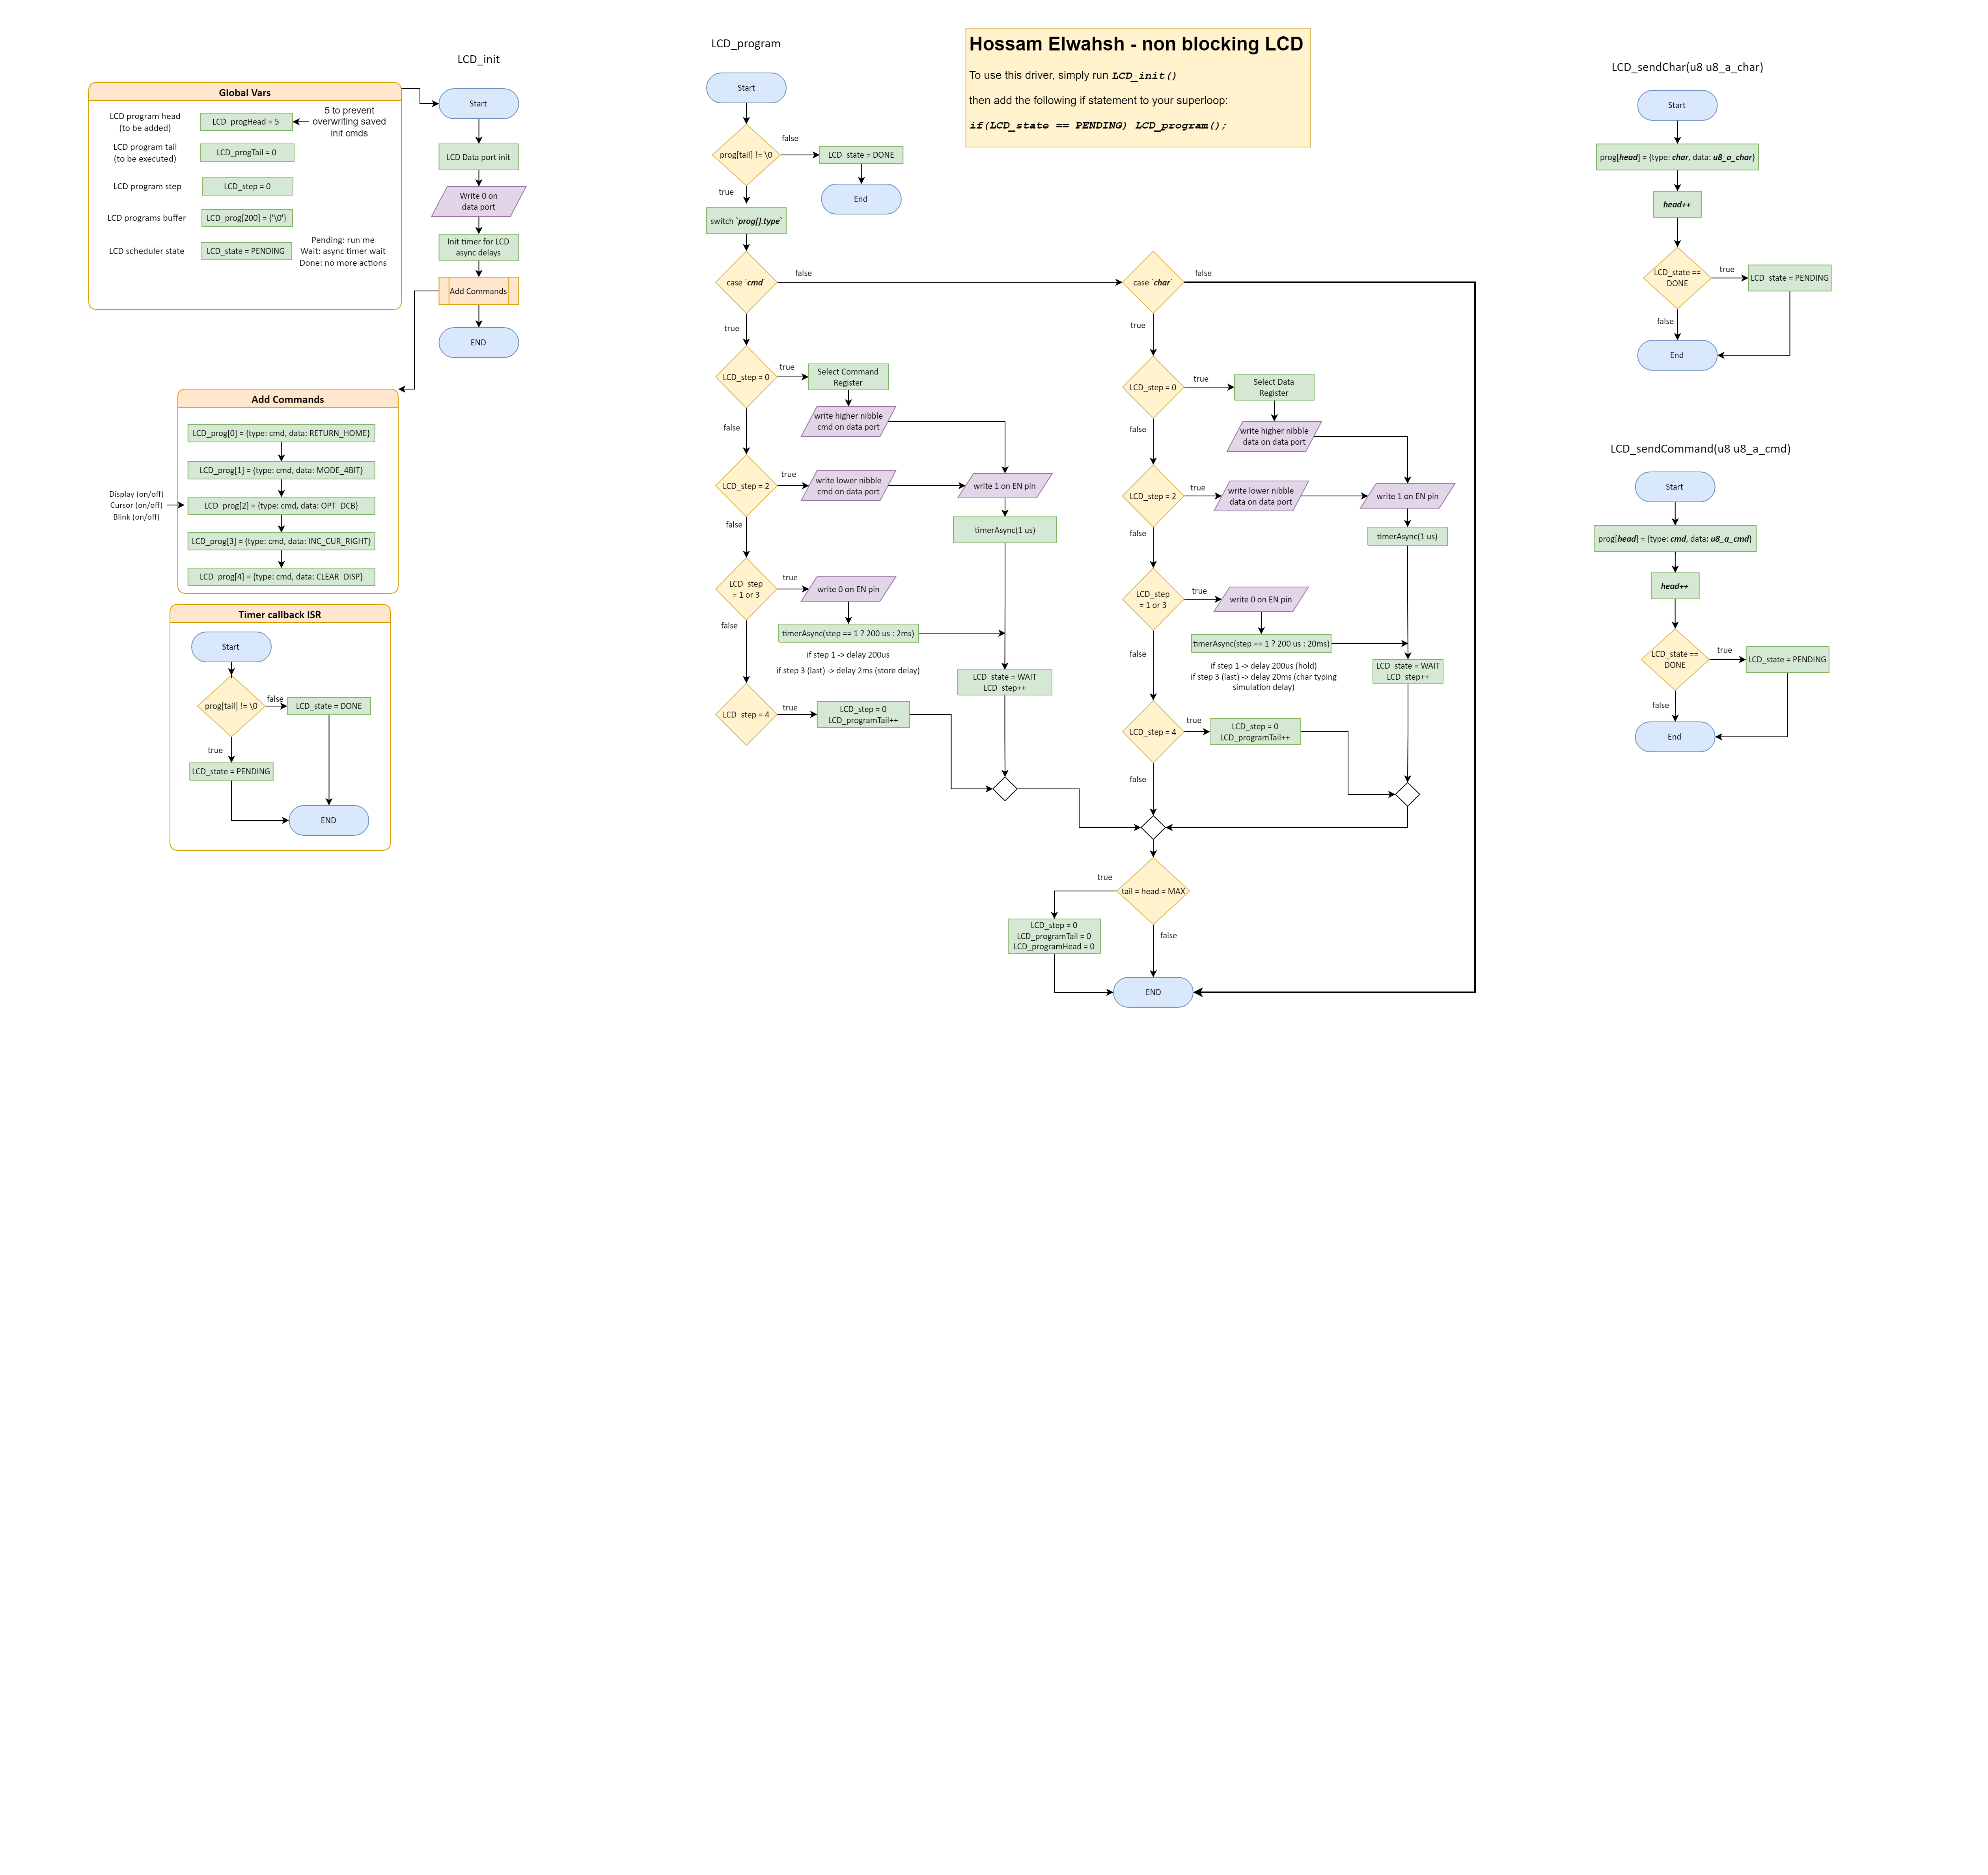 LCD_init
Global Vars
LCD program head
(to be added)
LCD_progHead = 5
5 to prevent
overwriting saved
init cmds
LCD program tail
(to be executed)
LCD_progTail = 0
LCD program step
LCD_step = 0
LCD programs buffer
LCD_prog[200] = {'\0'}
LCD scheduler state
LCD_state = PENDING
Pending: run me
Wait: async timer wait
Done: no more actions
Start
LCD Data port init
Write 0 on
data port
Init timer for LCD
async delays
Add Commands
END
Add Commands
LCD_prog[0] = {type: cmd, data: RETURN_HOME}
LCD_prog[1] = {type: cmd, data: MODE_4BIT}
Display (on/off)
Cursor (on/off)
Blink (on/off)
LCD_prog[2] = {type: cmd, data: OPT_DCB}
LCD_prog[3] = {type: cmd, data: INC_CUR_RIGHT}
LCD_prog[4] = {type: cmd, data: CLEAR_DISP}
Timer callback ISR
Start
prog[tail] != \0
false
LCD_state = DONE
true
LCD_state = PENDING
END
LCD_program
Start
prog[tail] != \0
false
LCD_state = DONE
End
true
switch `prog[].type`
case `cmd`
false
true
LCD_step = 0
true
Select Command
Register
write higher nibble
cmd on data port
false
LCD_step = 2
true
write lower nibble
cmd on data port
write 1 on EN pin
timerAsync(1 us)
false
LCD_step
= 1 or 3
true
write 0 on EN pin
timerAsync(step == 1 ? 200 us : 2ms)
if step 1 -> delay 200us
if step 3 (last) -> delay 2ms (store delay)
false
LCD_state = WAIT
LCD_step++
LCD_step = 4
true
LCD_step = 0
LCD_programTail++
Hossam Elwahsh - non blocking LCD
To use this driver, simply run LCD_init()
then add the following if statement to your superloop:
if(LCD_state == PENDING) LCD_program();
case `char`
false
true
LCD_step = 0
true
Select Data
Register
write higher nibble
data on data port
false
LCD_step = 2
true
write lower nibble
data on data port
write 1 on EN pin
timerAsync(1 us)
false
LCD_step
= 1 or 3
true
write 0 on EN pin
timerAsync(step == 1 ? 200 us : 20ms)
if step 1 -> delay 200us (hold)
if step 3 (last) -> delay 20ms (char typing
simulation delay)
false
LCD_state = WAIT
LCD_step++
LCD_step = 4
true
LCD_step = 0
LCD_programTail++
false
tail = head = MAX
true
LCD_step = 0
LCD_programTail = 0
LCD_programHead = 0
false
END
LCD_sendChar(u8 u8_a_char)
Start
prog[head] = {type: char, data: u8_a_char}
head++
LCD_state ==
DONE
true
LCD_state = PENDING
false
End
LCD_sendCommand(u8 u8_a_cmd)
Start
prog[head] = {type: cmd, data: u8_a_cmd}
head++
LCD_state ==
DONE
true
LCD_state = PENDING
false
End